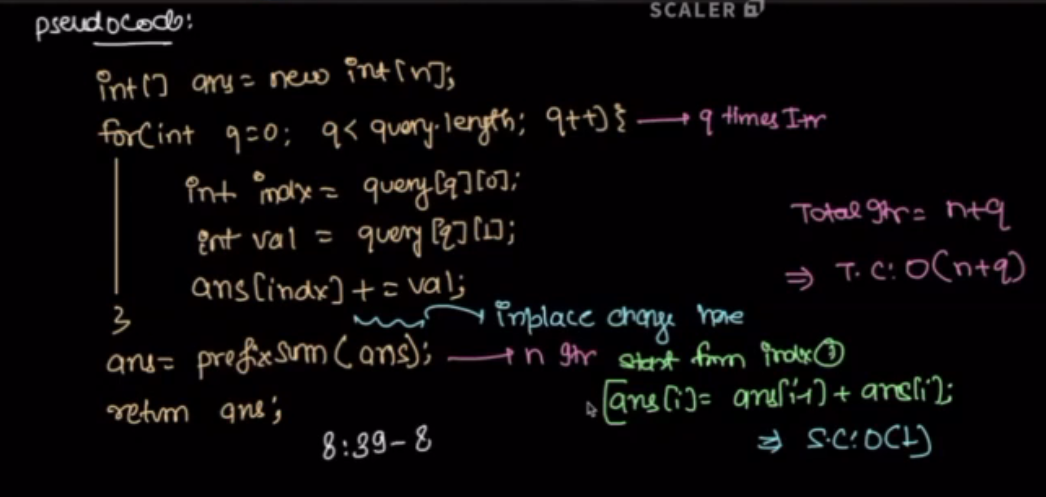 SCALER
pseudocode:
int[] ans = new int[n];
for(int q=0; q< query.length; q++){ → q times Itr
int indx = query[q][0];
int val = query[q][1];
ans[indx] += val;
}
Total Itr = n+q
⇒ T.C: O(n+q)
inplace change here
ans = prefixsum(ans); → n Itr
start from index 1
return ans;
[ans[i] = ans[i-1] + ans[i];
8:39-8
⇒ S.C: O(1)